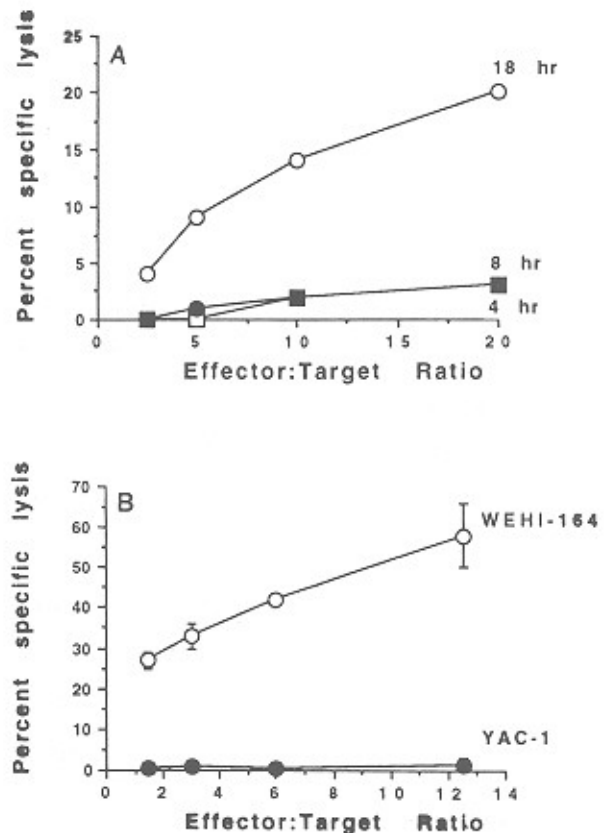 A
25
20
15
10
5
0
Percent specific lysis
18 hr
8 hr
4 hr
0 5 10 15 20
Effector:Target Ratio
B
70
60
50
40
30
20
10
0
Percent specific lysis
WEHI-164
YAC-1
0 2 4 6 8 10 12 14
Effector:Target Ratio